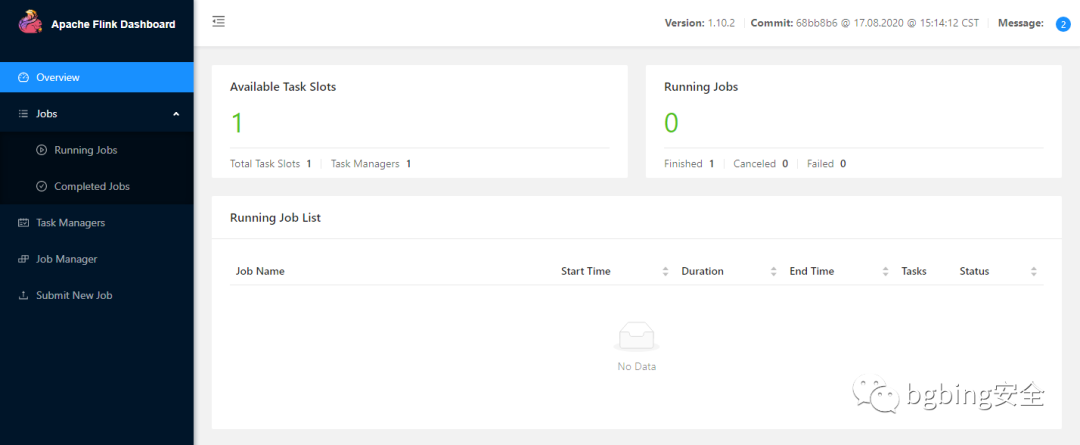 Apache Flink Dashboard
Version: 1.10.2 Commit: 68bb8b6 @ 17.08.2020 @ 15:14:12 CST Message: 2
Overview
Jobs
Running Jobs
Completed Jobs
Task Managers
Job Manager
Submit New Job
Available Task Slots
1
Total Task Slots 1 Task Managers 1
Running Jobs
0
Finished 1 Canceled 0 Failed 0
Running Job List
Job Name Start Time Duration End Time Tasks Status
No Data
bgbing安全